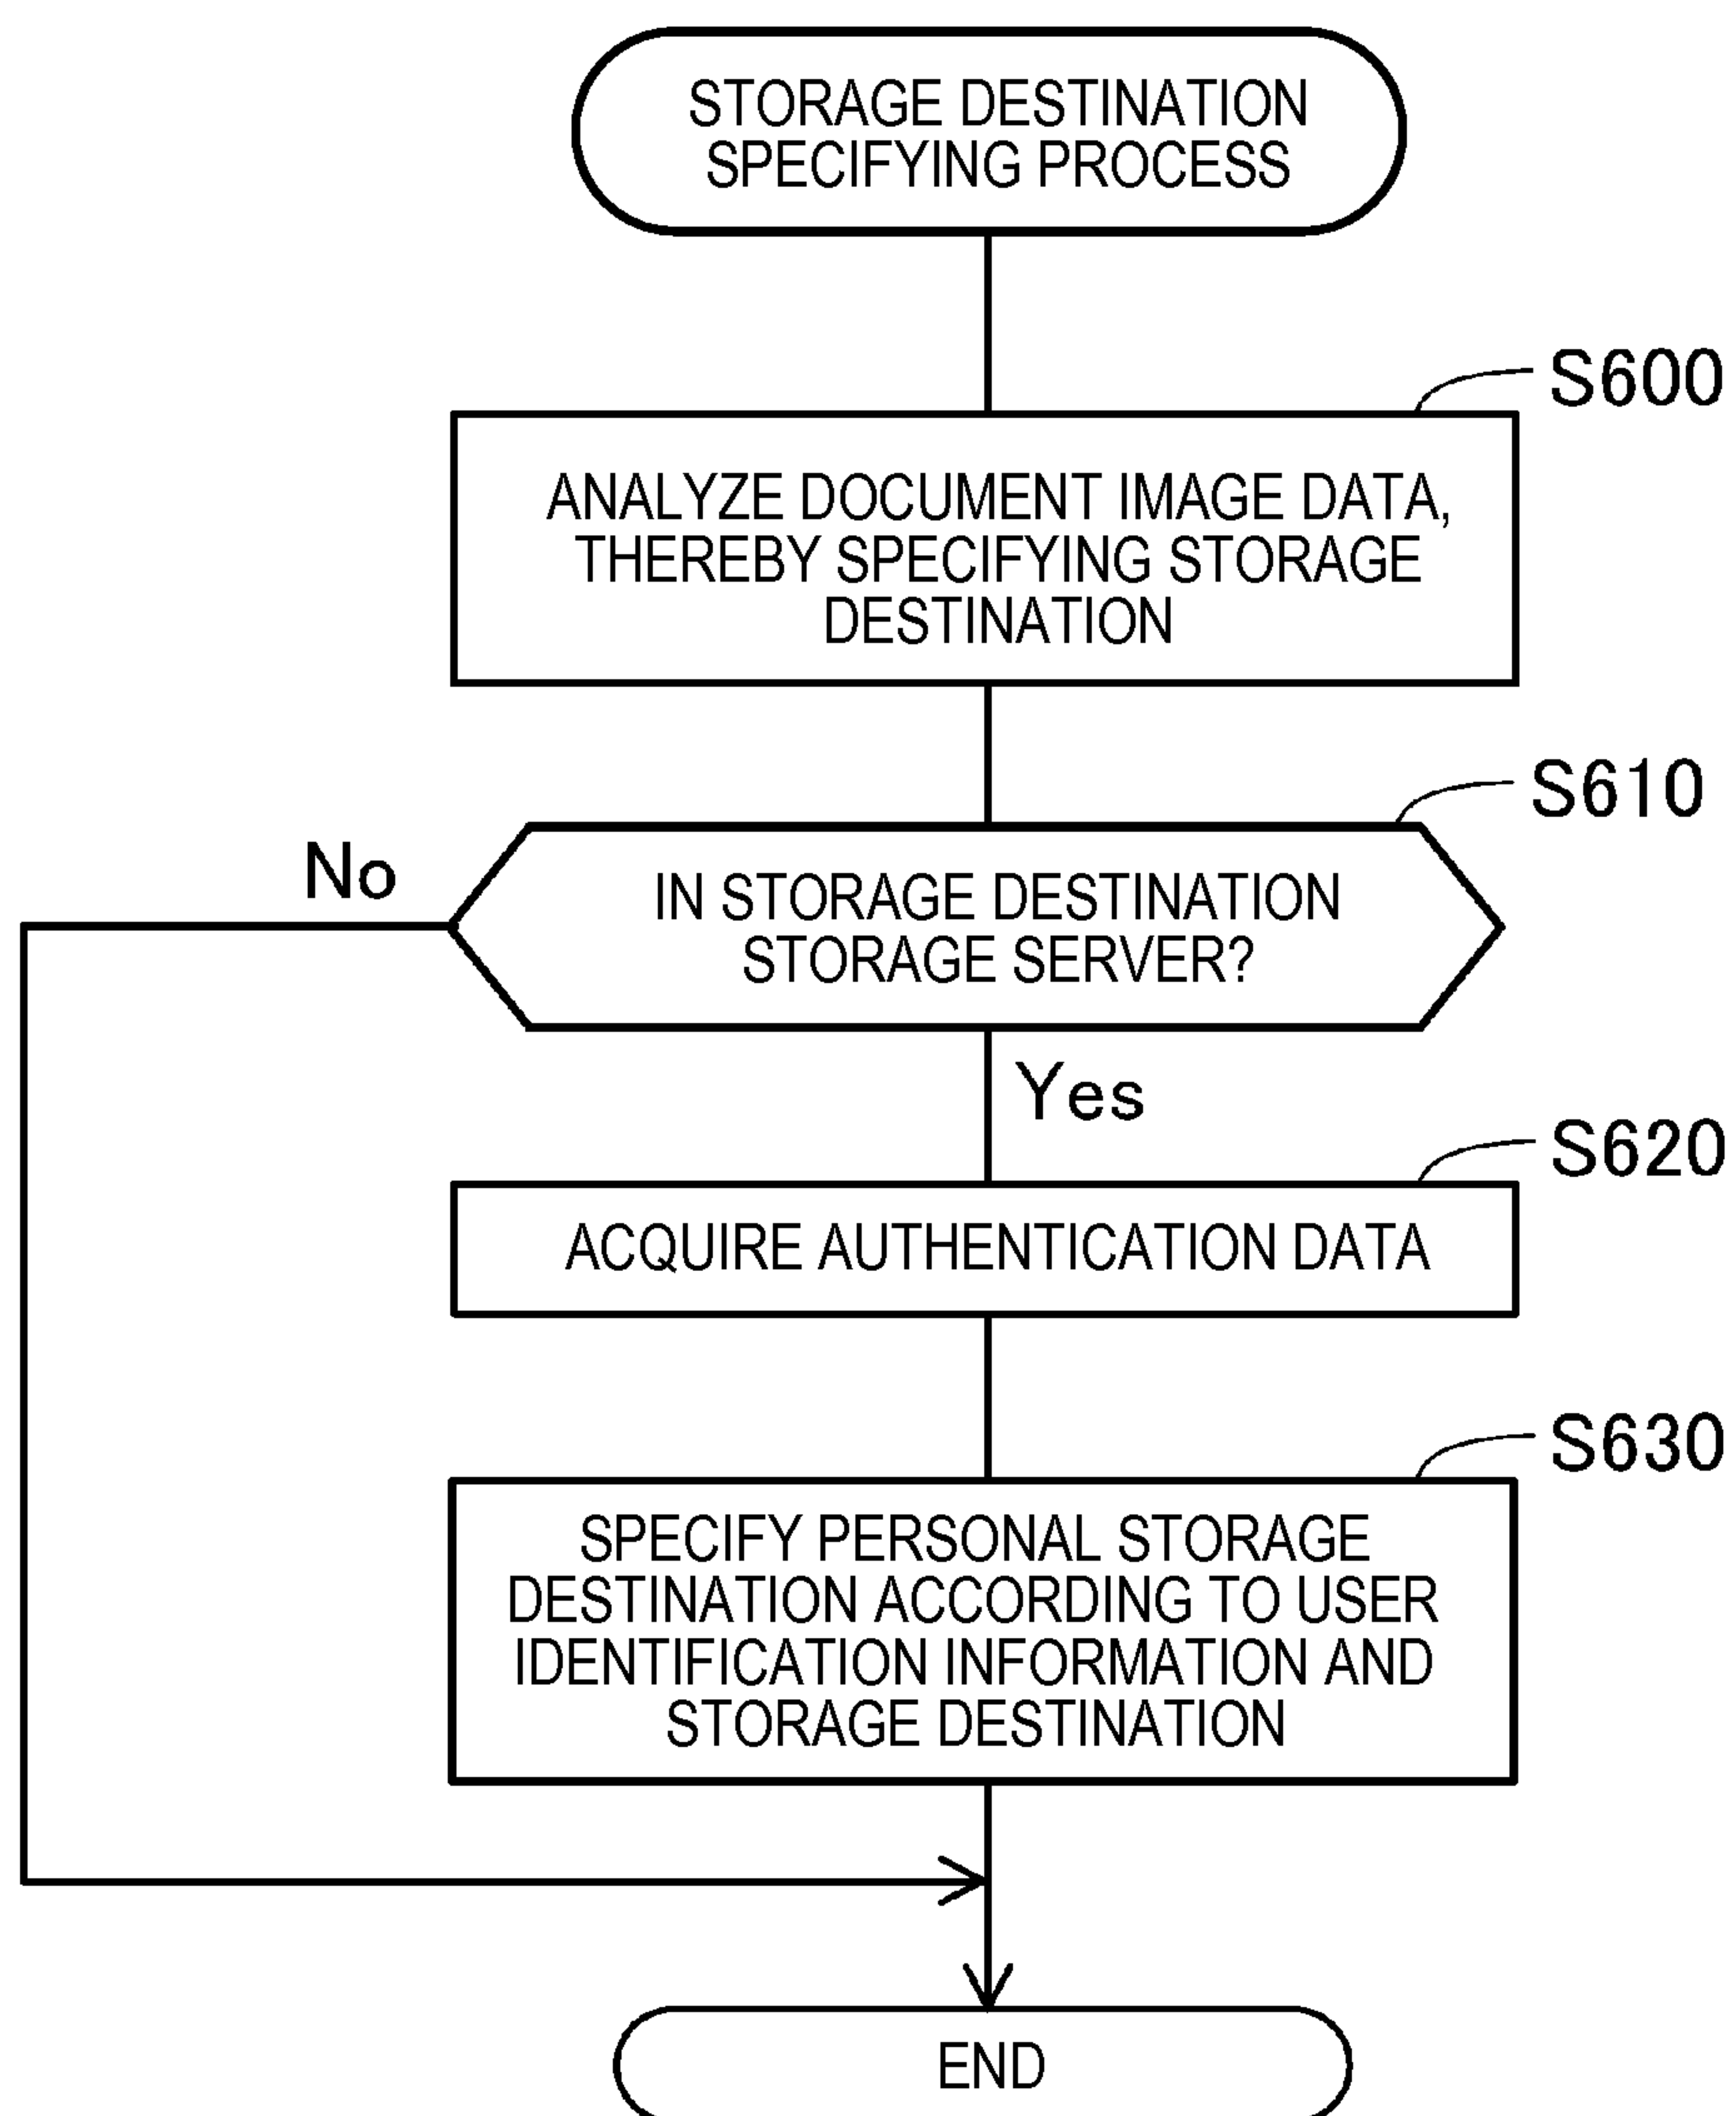 STORAGE DESTINATION
SPECIFYING PROCESS
S600
ANALYZE DOCUMENT IMAGE DATA,
THEREBY SPECIFYING STORAGE
DESTINATION
S610
No
IN STORAGE DESTINATION
STORAGE SERVER?
Yes
S620
ACQUIRE AUTHENTICATION DATA
S630
SPECIFY PERSONAL STORAGE
DESTINATION ACCORDING TO USER
IDENTIFICATION INFORMATION AND
STORAGE DESTINATION
END